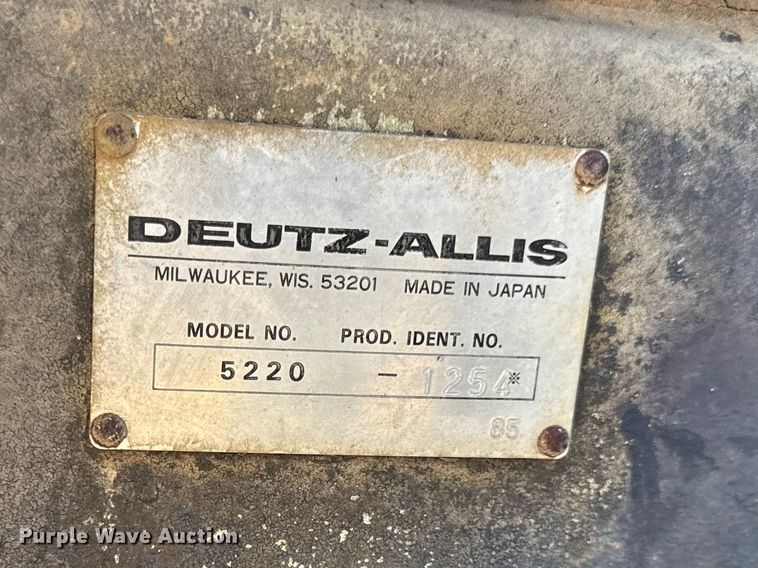 DEUTZ-ALLIS
MILWAUKEE, WIS. 53201 MADE IN JAPAN
MODEL NO. PROD. IDENT. NO.
5220 - 1254※
85
Purple Wave Auction